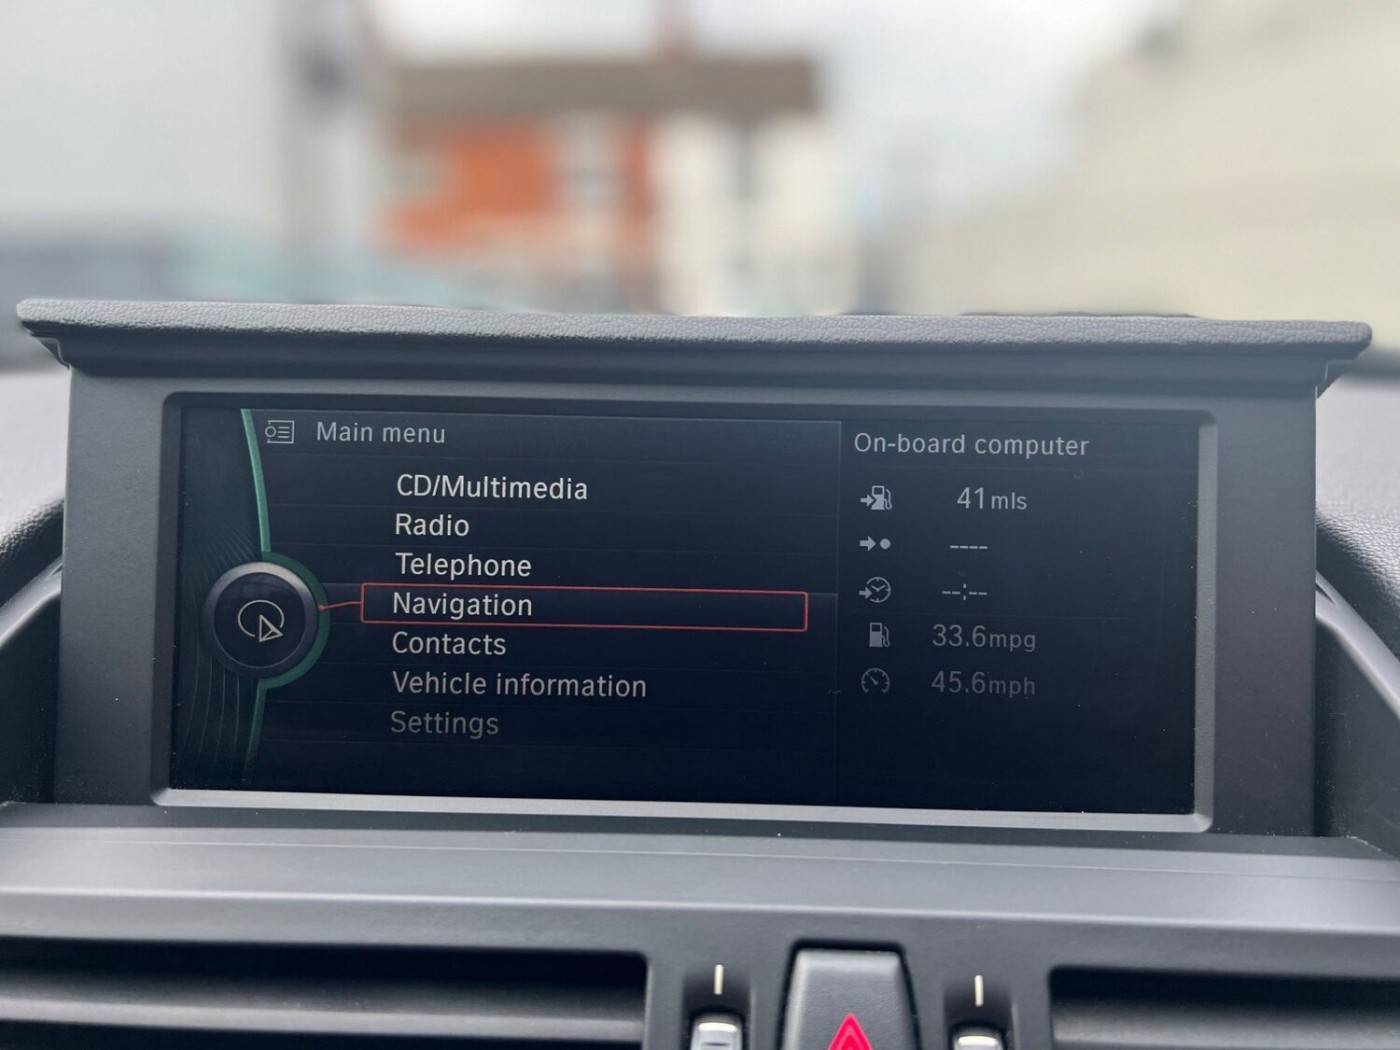 Main menu
CD/Multimedia
Radio
Telephone
Navigation
Contacts
Vehicle information
Settings
On-board computer
41 mls
----
--:--
33.6mpg
45.6mph